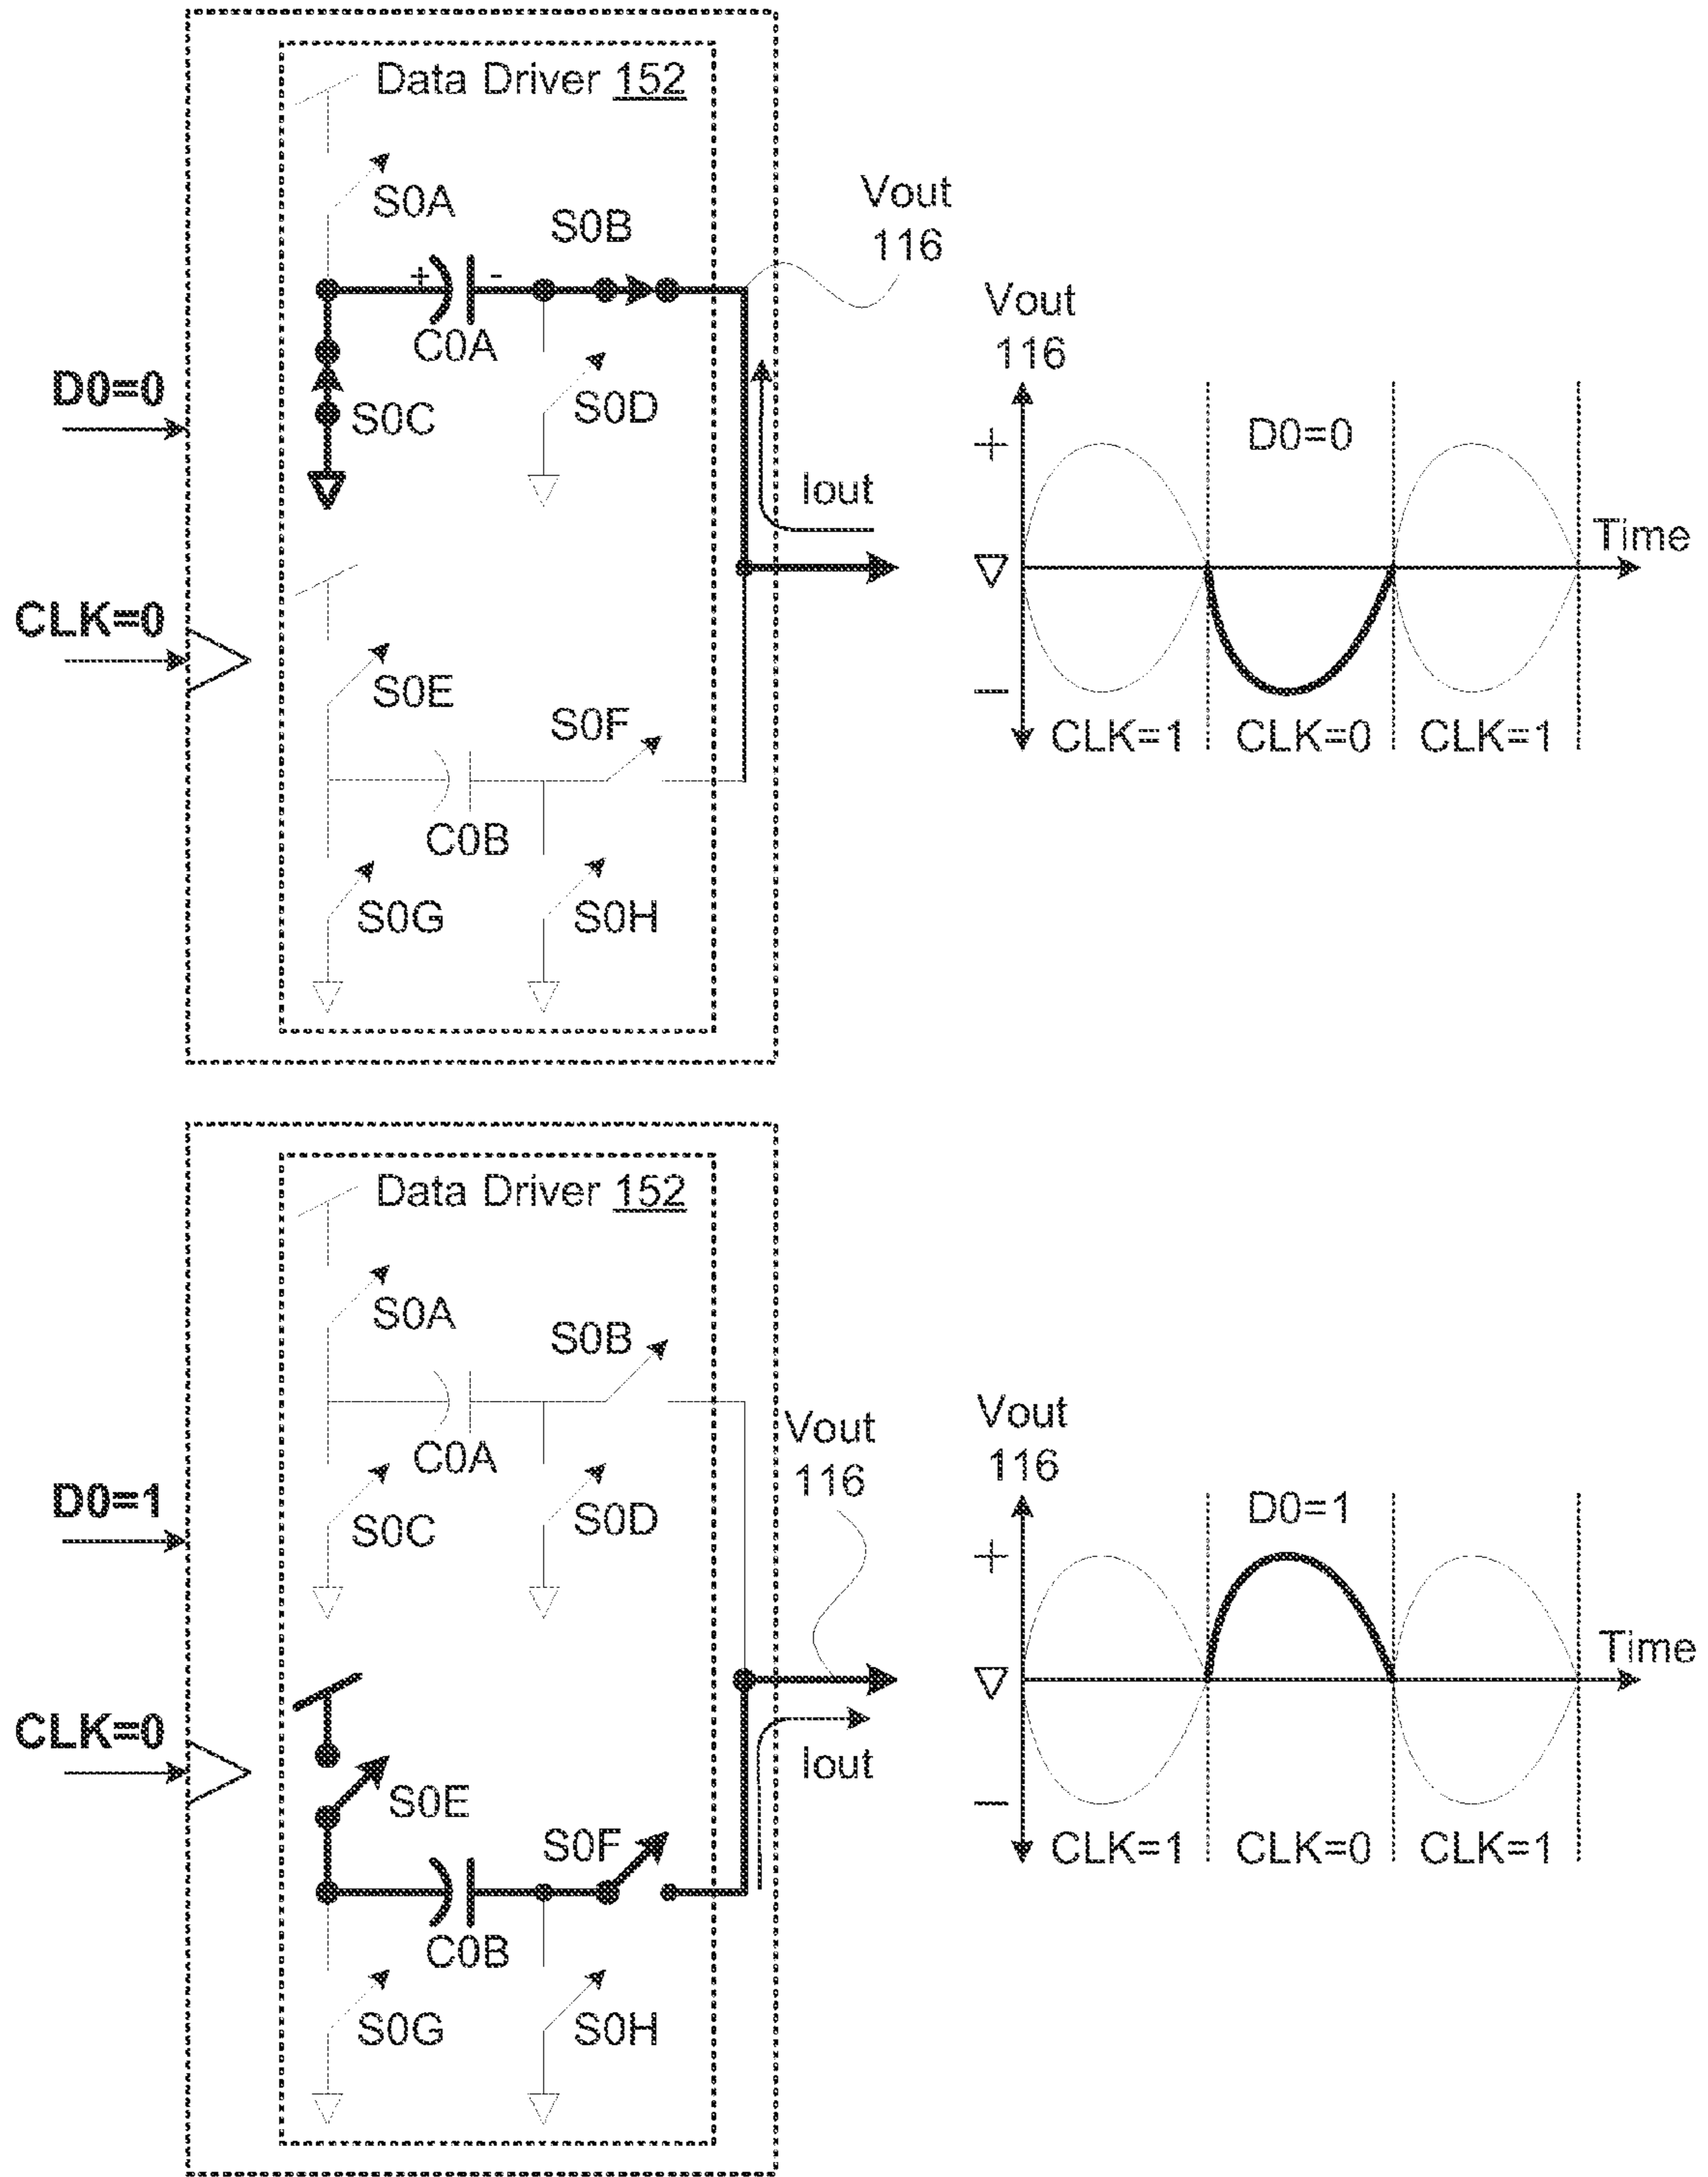 Data Driver 152
S0A
S0B
Vout
116
+
-
C0A
D0=0
S0C
S0D
Iout
CLK=0
S0E
S0F
C0B
S0G
S0H
Vout
116
+
D0=0
Time
−
CLK=1
CLK=0
CLK=1
Data Driver 152
S0A
S0B
C0A
Vout
116
D0=1
S0C
S0D
CLK=0
S0E
Iout
S0F
C0B
S0G
S0H
Vout
116
+
D0=1
Time
−
CLK=1
CLK=0
CLK=1